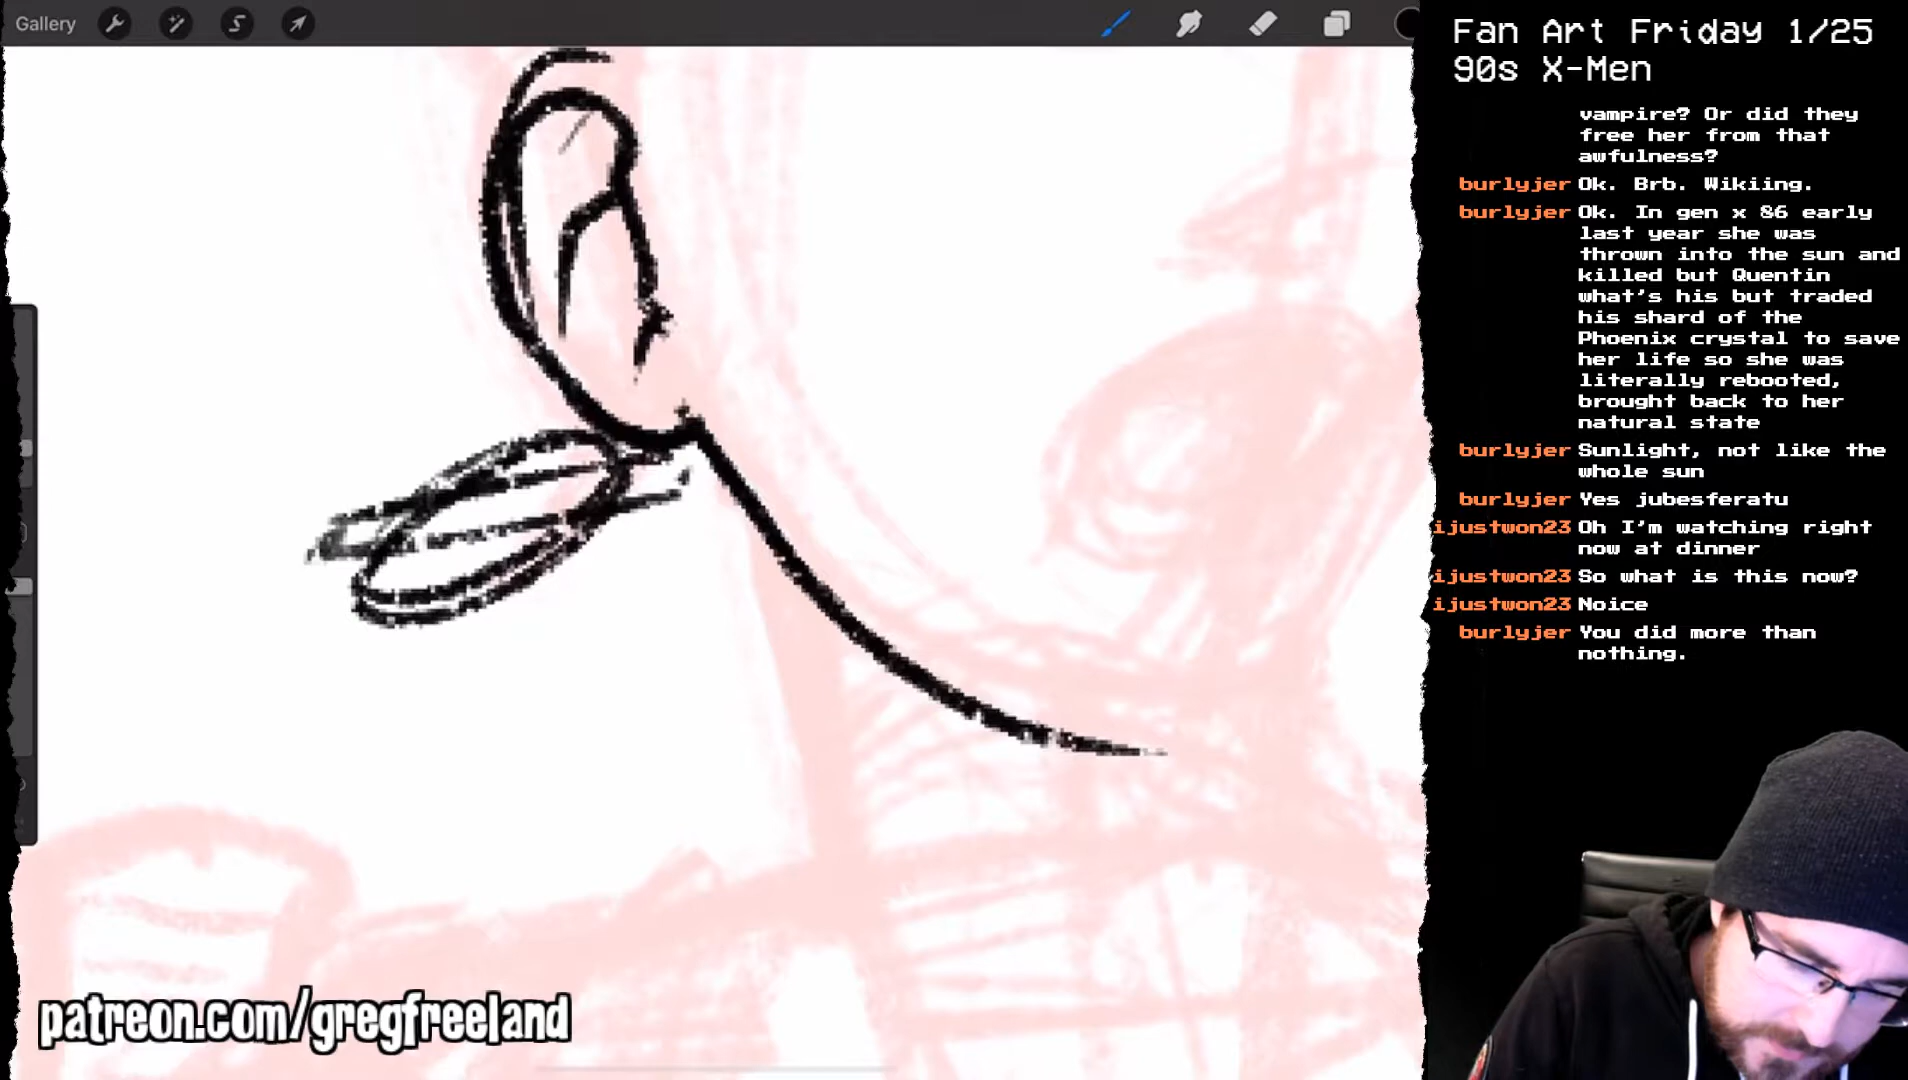 Gallery
Fan Art Friday 1/25
90s X-Men
vampire? Or did they
free her from that
awfulness?
burlyjer Ok. Brb. Wikiing.
burlyjer Ok. In gen x 86 early
last year she was
thrown into the sun and
killed but Quentin
what's his but traded
his shard of the
Phoenix crystal to save
her life so she was
literally rebooted,
brought back to her
natural state
burlyjer Sunlight, not like the
whole sun
burlyjer Yes jubesferatu
ijustwon23 Oh I'm watching right
now at dinner
ijustwon23 So what is this now?
ijustwon23 Noice
burlyjer You did more than
nothing.
patreon.com/gregfreeland